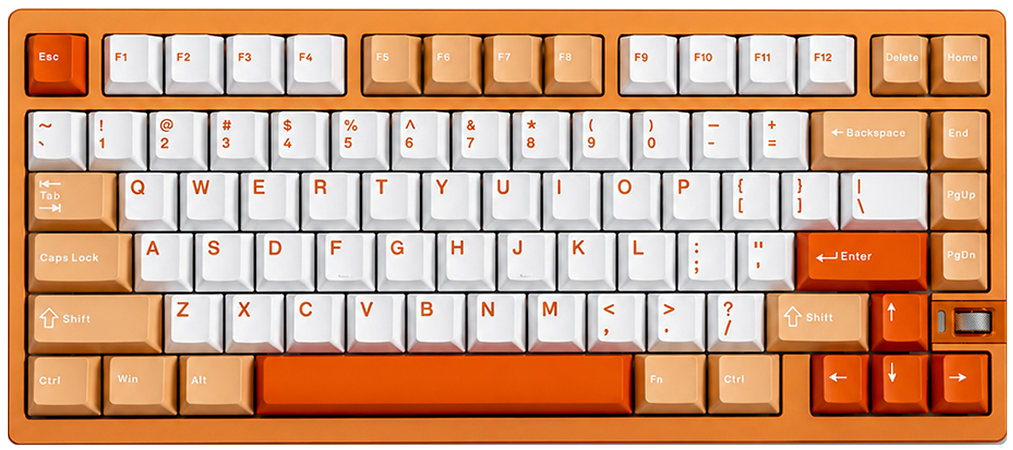 Esc F1 F2 F3 F4 F5 F6 F7 F8 F9 F10 F11 F12 Delete Home
~ ! @ # $ % ^ & * ( ) — + ← Backspace End
` 1 2 3 4 5 6 7 8 9 0 - =
Tab Q W E R T Y U I O P { } | PgUp
[ ] \
Caps Lock A S D F G H J K L : " Enter PgDn
; '
⇧ Shift Z X C V B N M < > ? ⇧ Shift ↑
, . /
Ctrl Win Alt Fn Ctrl ← ↓ →